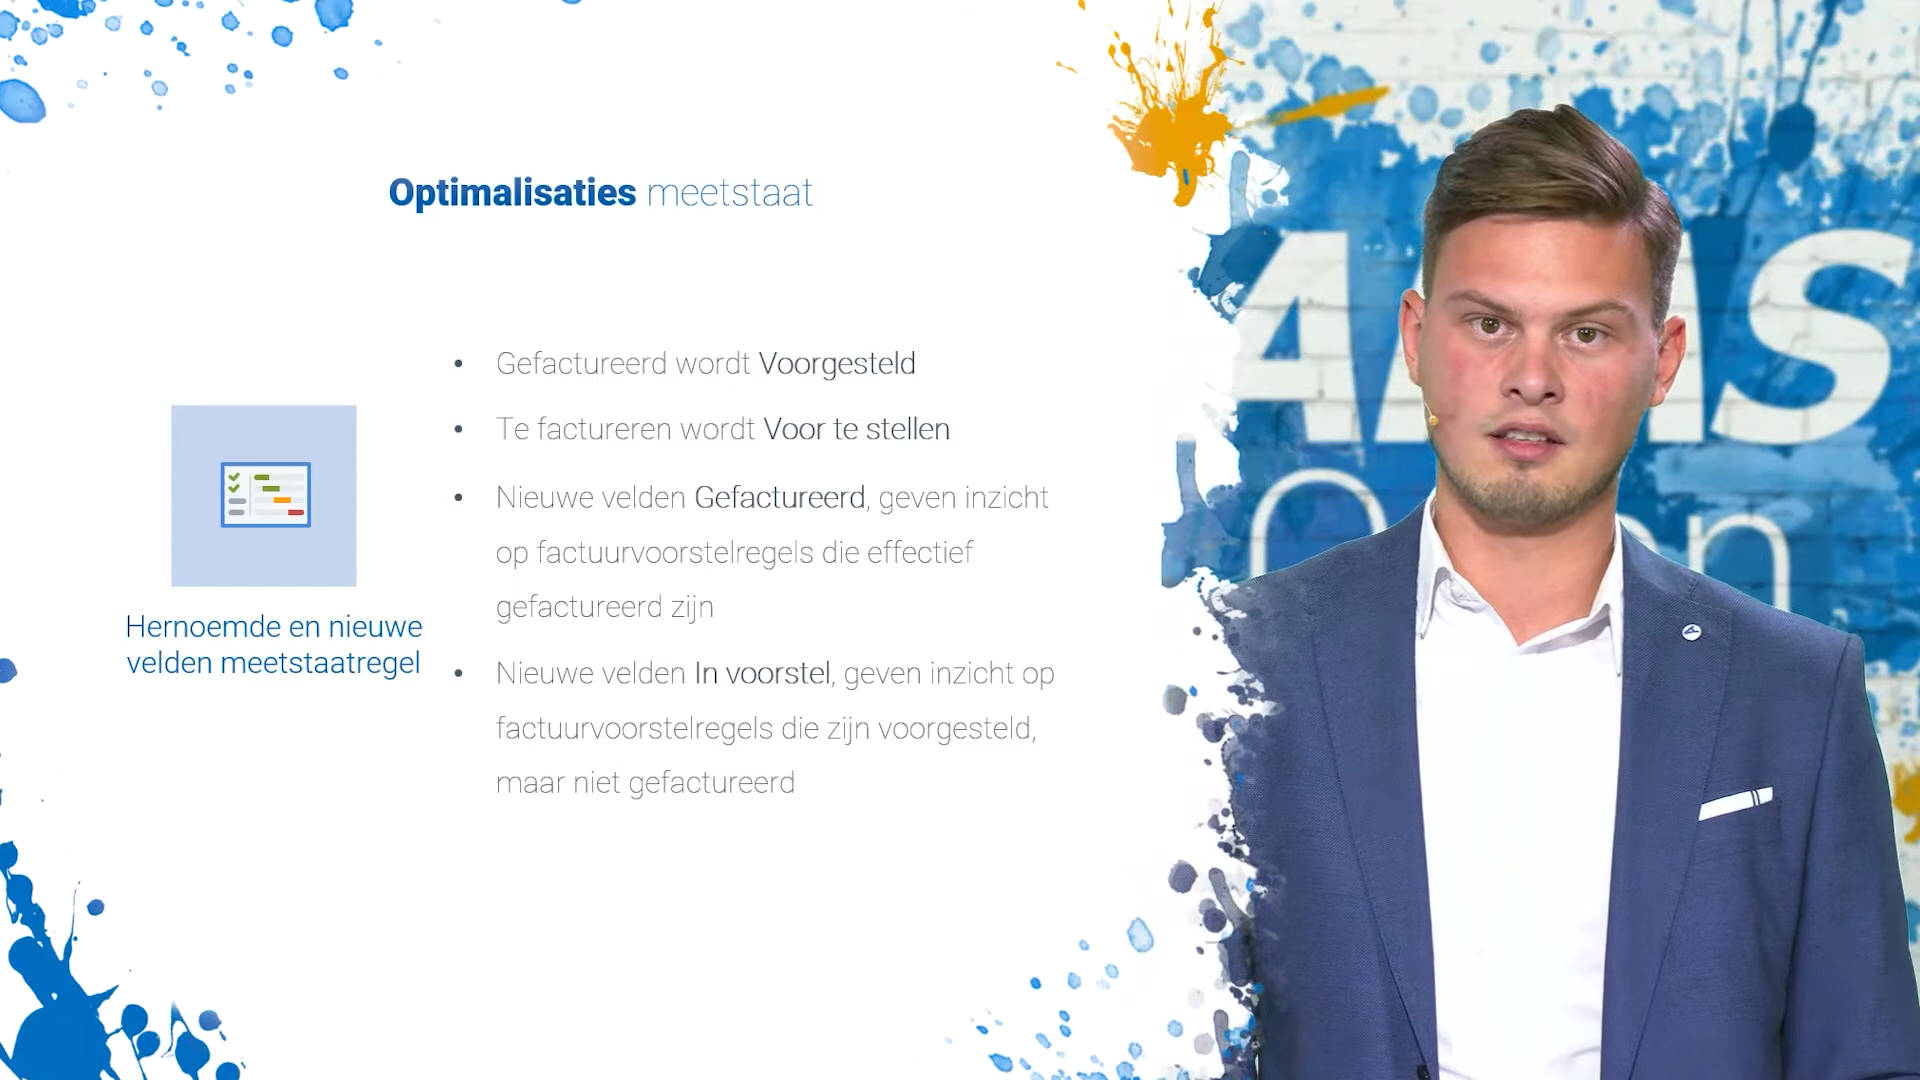 Optimalisaties meetstaat
Hernoemde en nieuwe
velden meetstaatregel
• Gefactureerd wordt Voorgesteld
• Te factureren wordt Voor te stellen
• Nieuwe velden Gefactureerd, geven inzicht
op factuurvoorstelregels die effectief
gefactureerd zijn
• Nieuwe velden In voorstel, geven inzicht op
factuurvoorstelregels die zijn voorgesteld,
maar niet gefactureerd